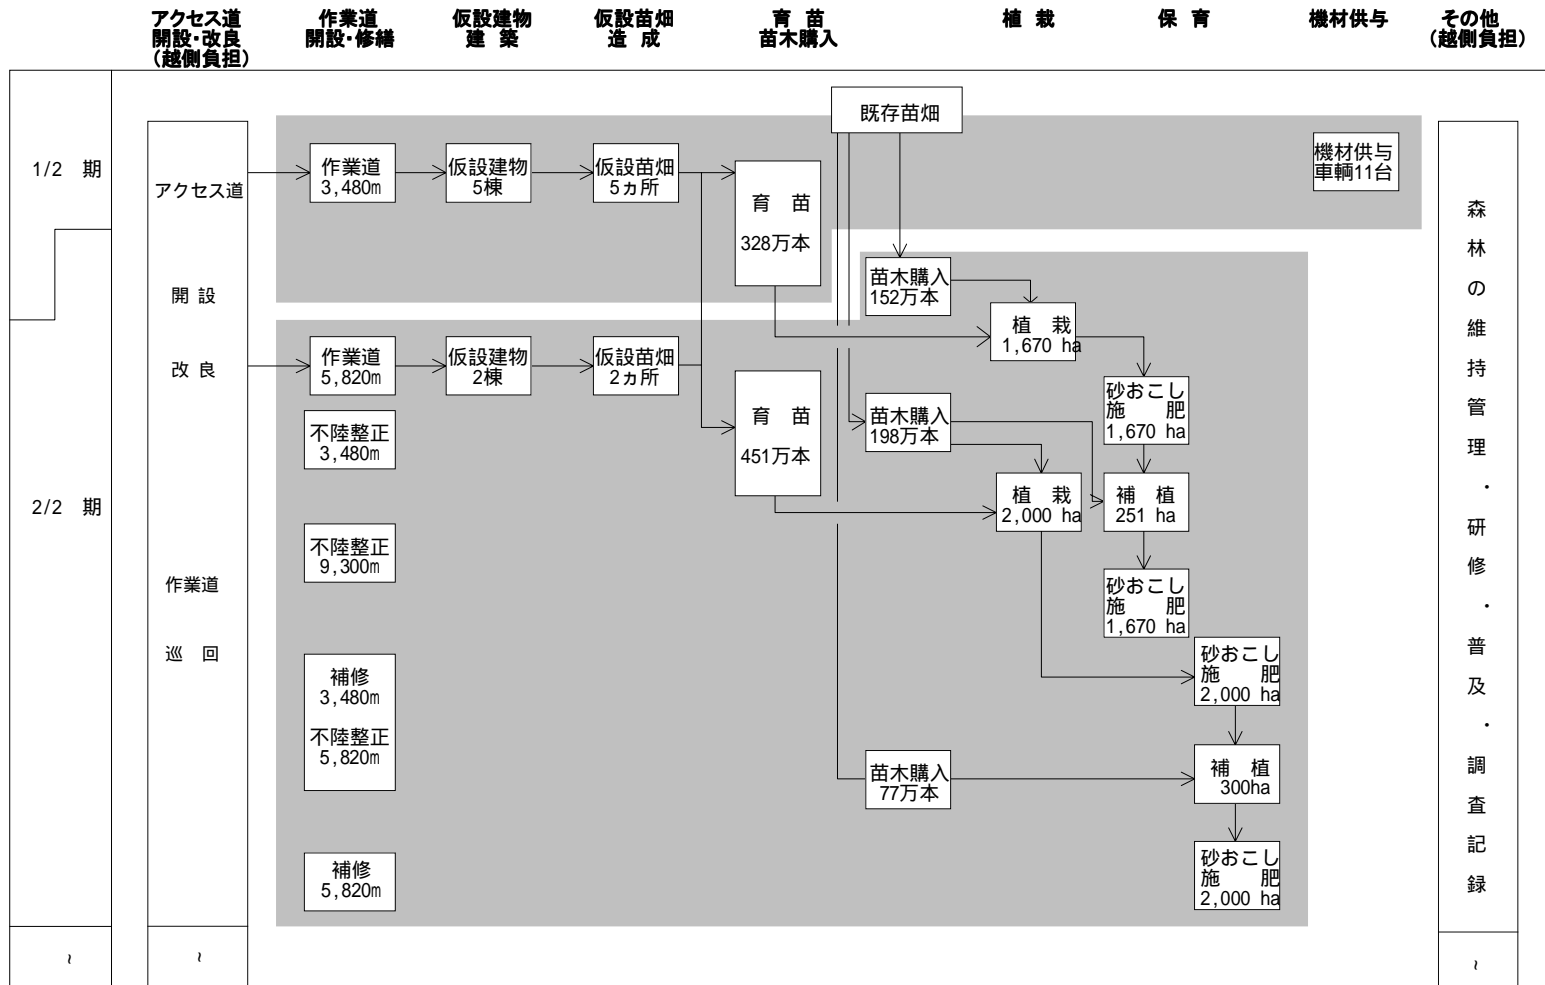 アクセス道
開設・改良
(越側負担)
作業道
開設・修繕
仮設建物
建　築
仮設苗畑
造　成
育　苗
苗木購入
植　栽
保　育
機材供与
その他
(越側負担)
1/2　期
2/2　期
～
アクセス道
開 設
改 良
作業道
巡　回
～
作業道
3,480m
仮設建物
5棟
仮設苗畑
5ヵ所
育　苗
328万本
既存苗畑
機材供与
車輌11台
苗木購入
152万本
植　栽
1,670 ha
作業道
5,820m
仮設建物
2棟
仮設苗畑
2ヵ所
育　苗
451万本
苗木購入
198万本
砂おこし
施　　肥
1,670 ha
不陸整正
3,480m
植　栽
2,000 ha
補　植
251 ha
不陸整正
9,300m
砂おこし
施　　肥
1,670 ha
補修
3,480m
不陸整正
5,820m
砂おこし
施　　肥
2,000 ha
苗木購入
77万本
補　植
300ha
補修
5,820m
砂おこし
施　　肥
2,000 ha
森林の維持管理・研修・普及・調査記録
～